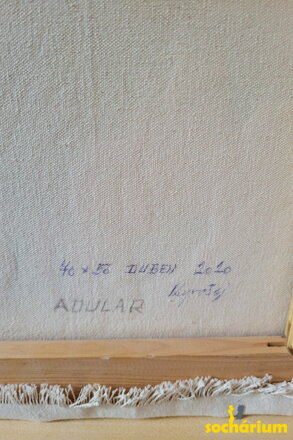 40 × 50 DUBEN 2020
ADULAR
sochárium